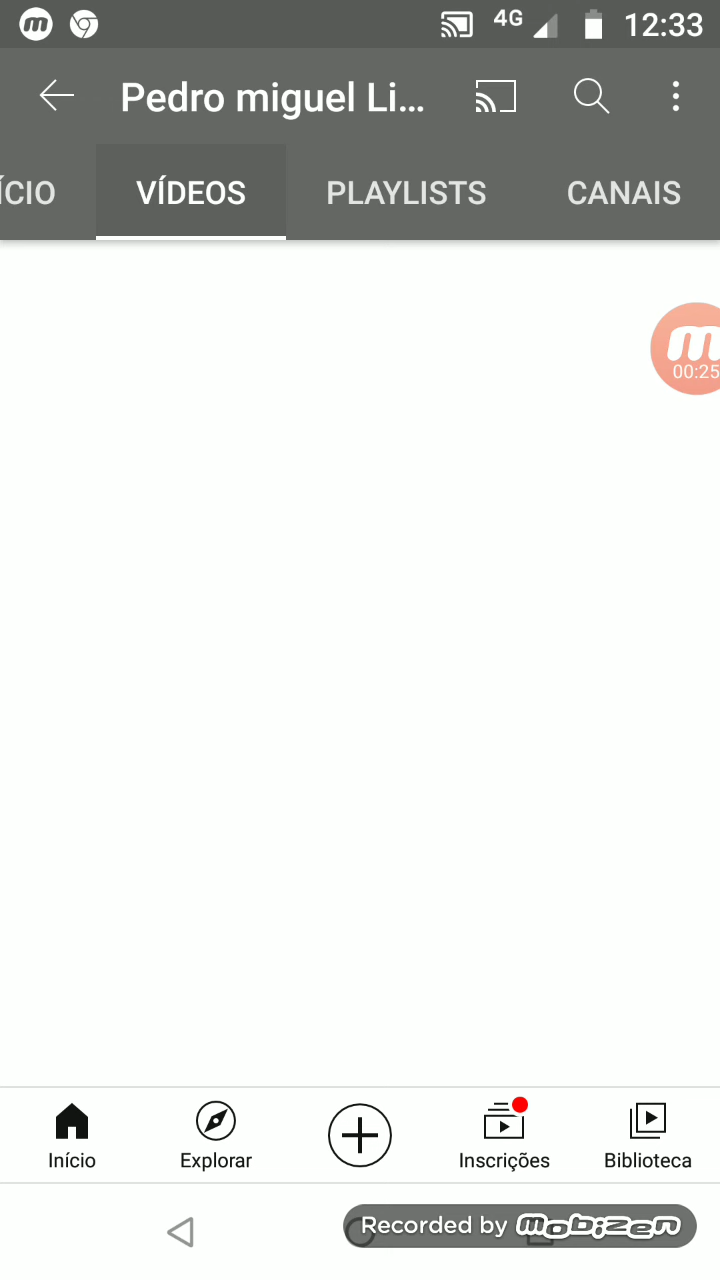 m 4G 12:33
Pedro miguel Li...
ÍCIO VÍDEOS PLAYLISTS CANAIS
m
00:25
Início Explorar Inscrições Biblioteca
Recorded by mobizen